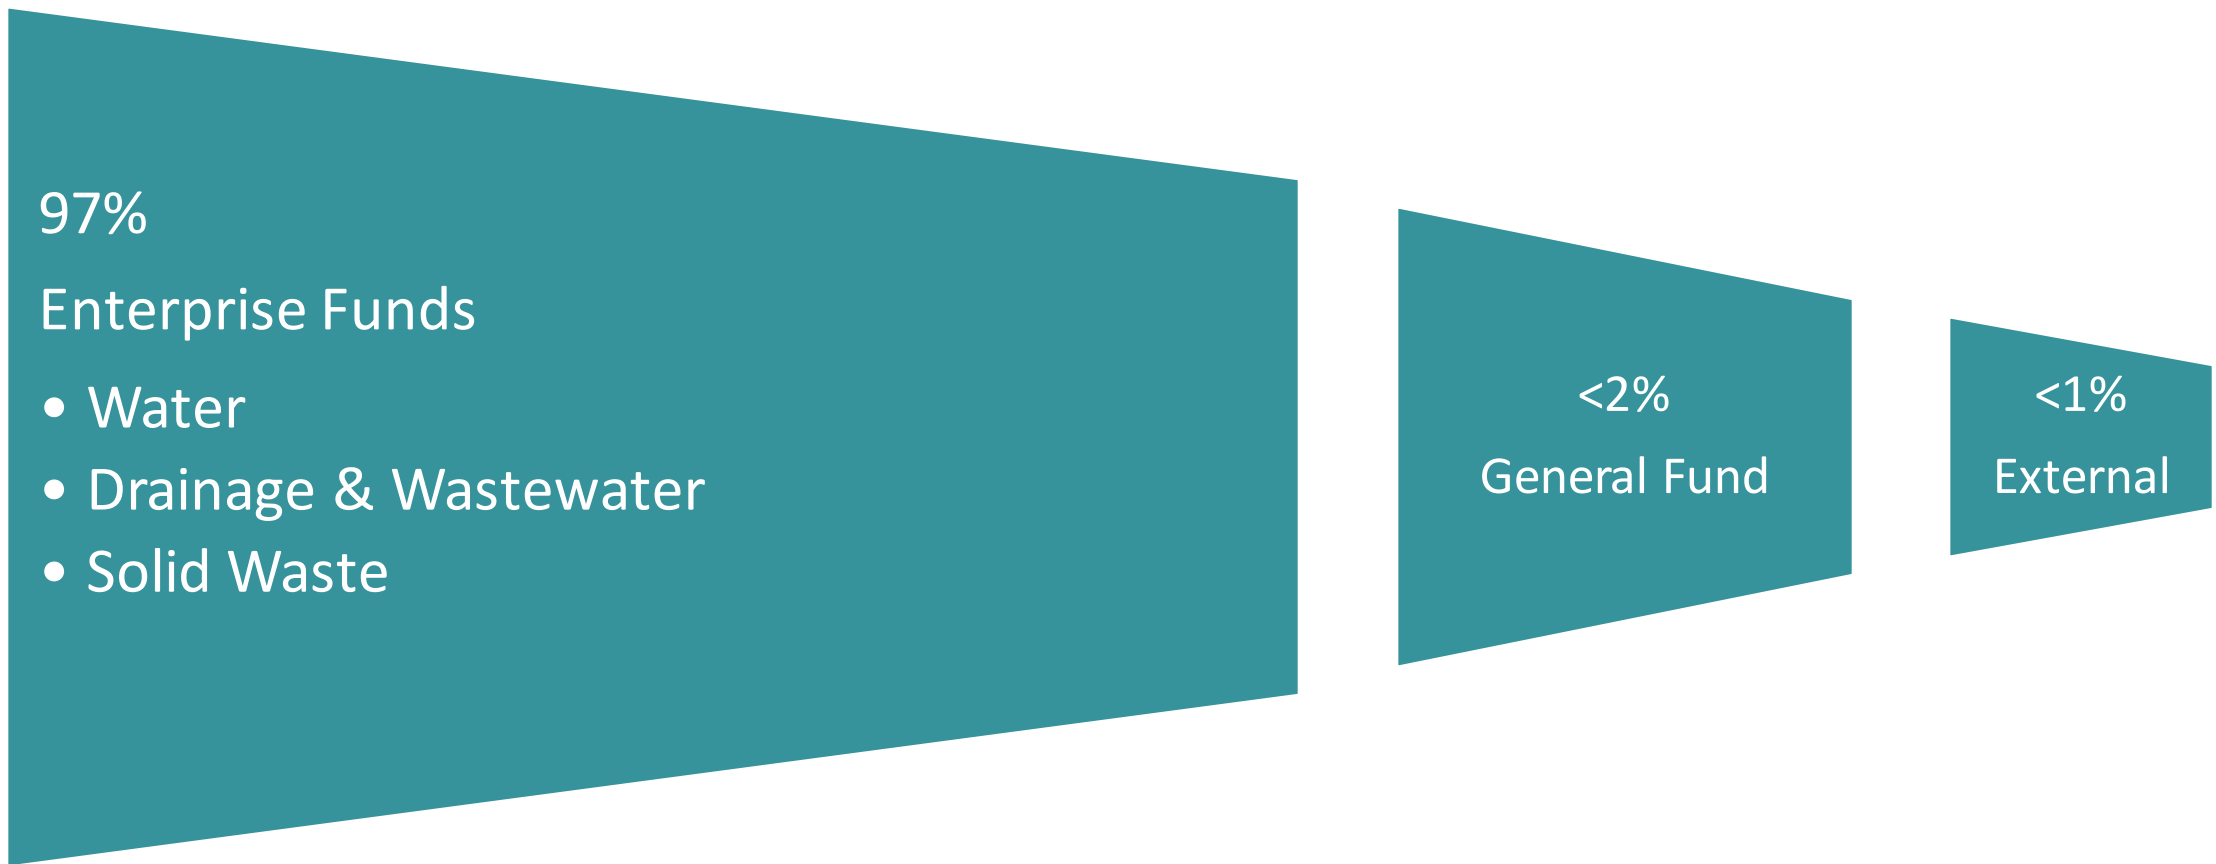 97%
Enterprise Funds
• Water
• Drainage & Wastewater
• Solid Waste
<2%
General Fund
<1%
External